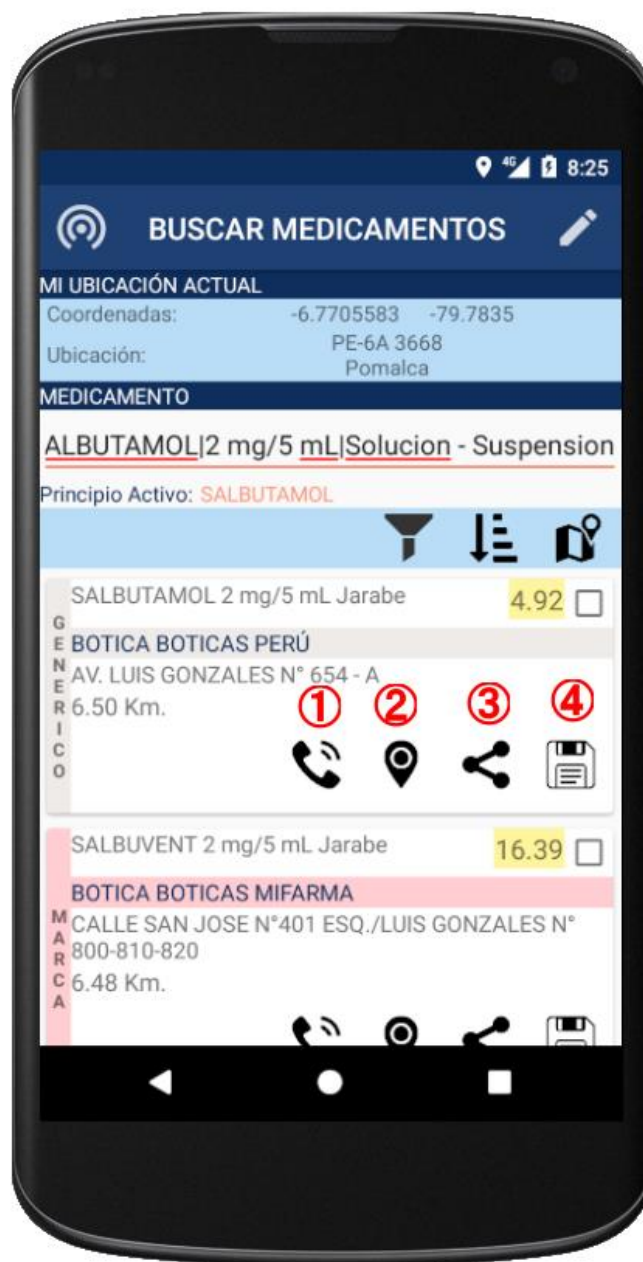 4G 8:25
BUSCAR MEDICAMENTOS
MI UBICACIÓN ACTUAL
Coordenadas: -6.7705583 -79.7835
Ubicación: PE-6A 3668
Pomalca
MEDICAMENTO
ALBUTAMOL|2 mg/5 mL|Solucion - Suspension
Principio Activo: SALBUTAMOL
GENERICO
SALBUTAMOL 2 mg/5 mL Jarabe 4.92
BOTICA BOTICAS PERÚ
AV. LUIS GONZALES N° 654 - A
6.50 Km.
① ② ③ ④
MARCA
SALBUVENT 2 mg/5 mL Jarabe 16.39
BOTICA BOTICAS MIFARMA
CALLE SAN JOSE N°401 ESQ./LUIS GONZALES N°
800-810-820
6.48 Km.